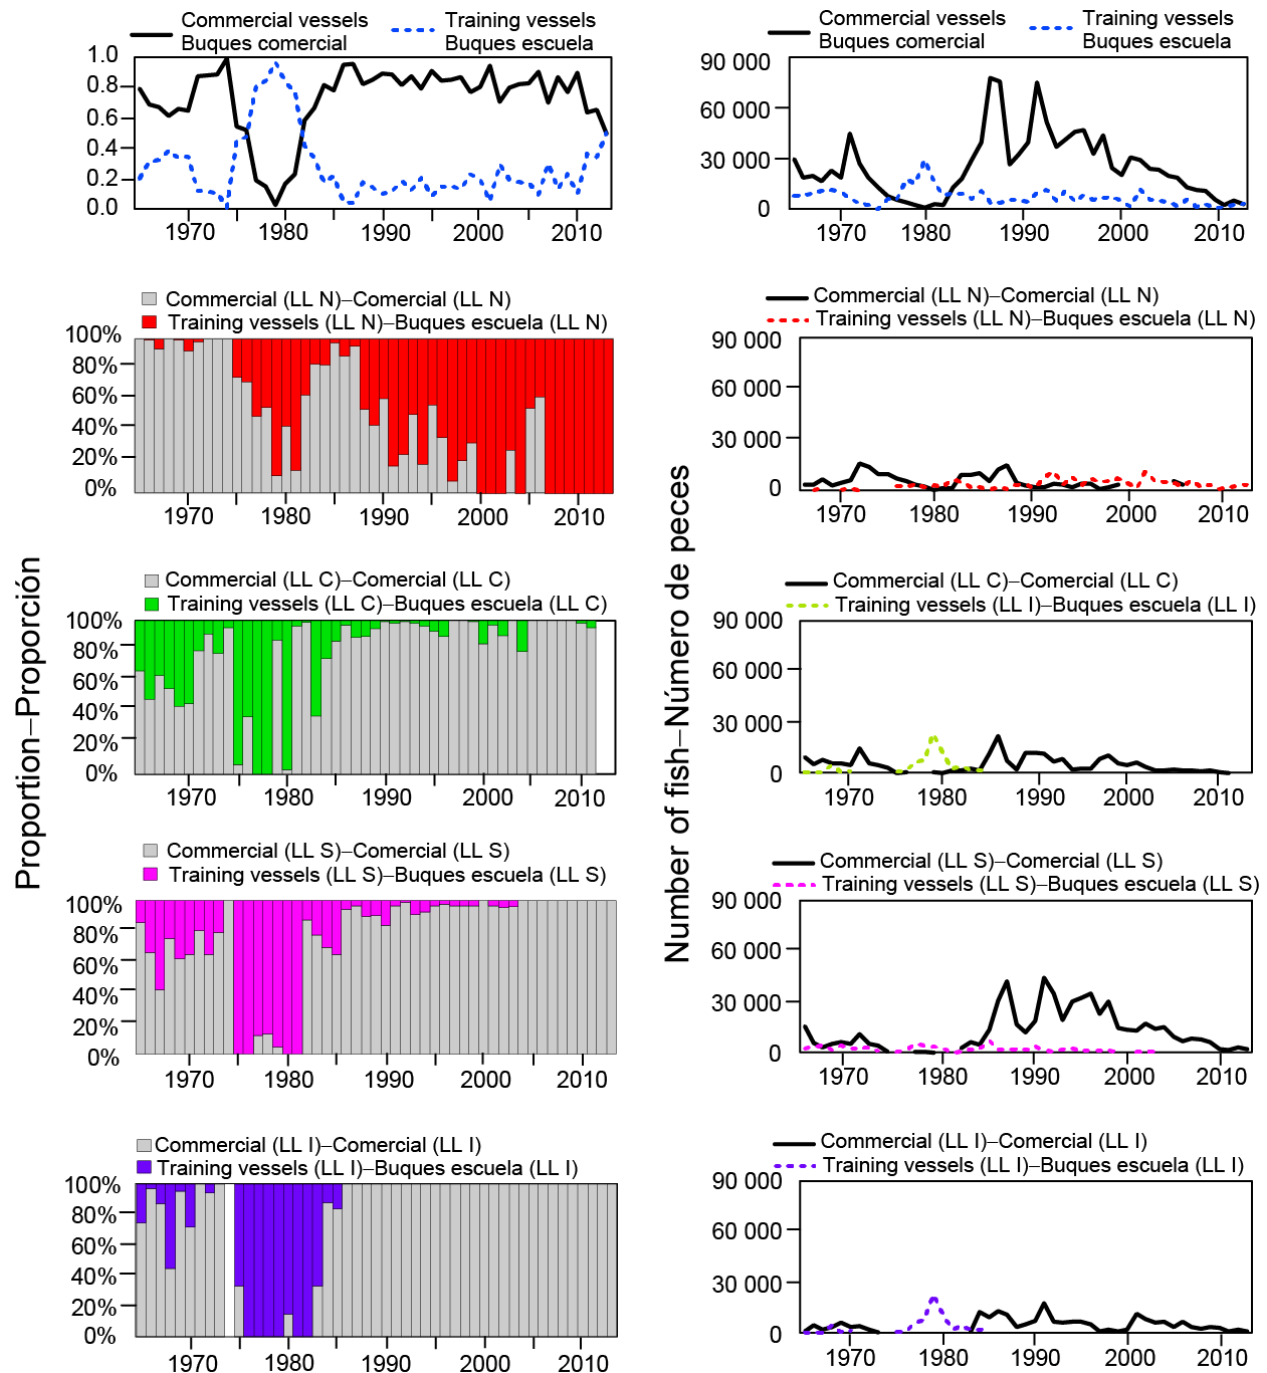 Commercial vessels
Buques comercial
Training vessels
Buques escuela
1.0
0.8
0.6
0.4
0.2
0.0
1970 1980 1990 2000 2010
Commercial vessels
Buques comercial
Training vessels
Buques escuela
90 000
60 000
30 000
0
1970 1980 1990 2000 2010
Commercial (LL N)–Comercial (LL N)
Training vessels (LL N)–Buques escuela (LL N)
100%
80%
60%
40%
20%
0%
1970 1980 1990 2000 2010
Commercial (LL N)–Comercial (LL N)
Training vessels (LL N)–Buques escuela (LL N)
90 000
60 000
30 000
0
1970 1980 1990 2000 2010
Proportion–Proporción
Number of fish–Número de peces
Commercial (LL C)–Comercial (LL C)
Training vessels (LL C)–Buques escuela (LL C)
100%
80%
60%
40%
20%
0%
1970 1980 1990 2000 2010
Commercial (LL C)–Comercial (LL C)
Training vessels (LL I)–Buques escuela (LL I)
90 000
60 000
30 000
0
1970 1980 1990 2000 2010
Commercial (LL S)–Comercial (LL S)
Training vessels (LL S)–Buques escuela (LL S)
100%
80%
60%
40%
20%
0%
1970 1980 1990 2000 2010
Commercial (LL S)–Comercial (LL S)
Training vessels (LL S)–Buques escuela (LL S)
90 000
60 000
30 000
0
1970 1980 1990 2000 2010
Commercial (LL I)–Comercial (LL I)
Training vessels (LL I)–Buques escuela (LL I)
100%
80%
60%
40%
20%
0%
1970 1980 1990 2000 2010
Commercial (LL I)–Comercial (LL I)
Training vessels (LL I)–Buques escuela (LL I)
90 000
60 000
30 000
0
1970 1980 1990 2000 2010